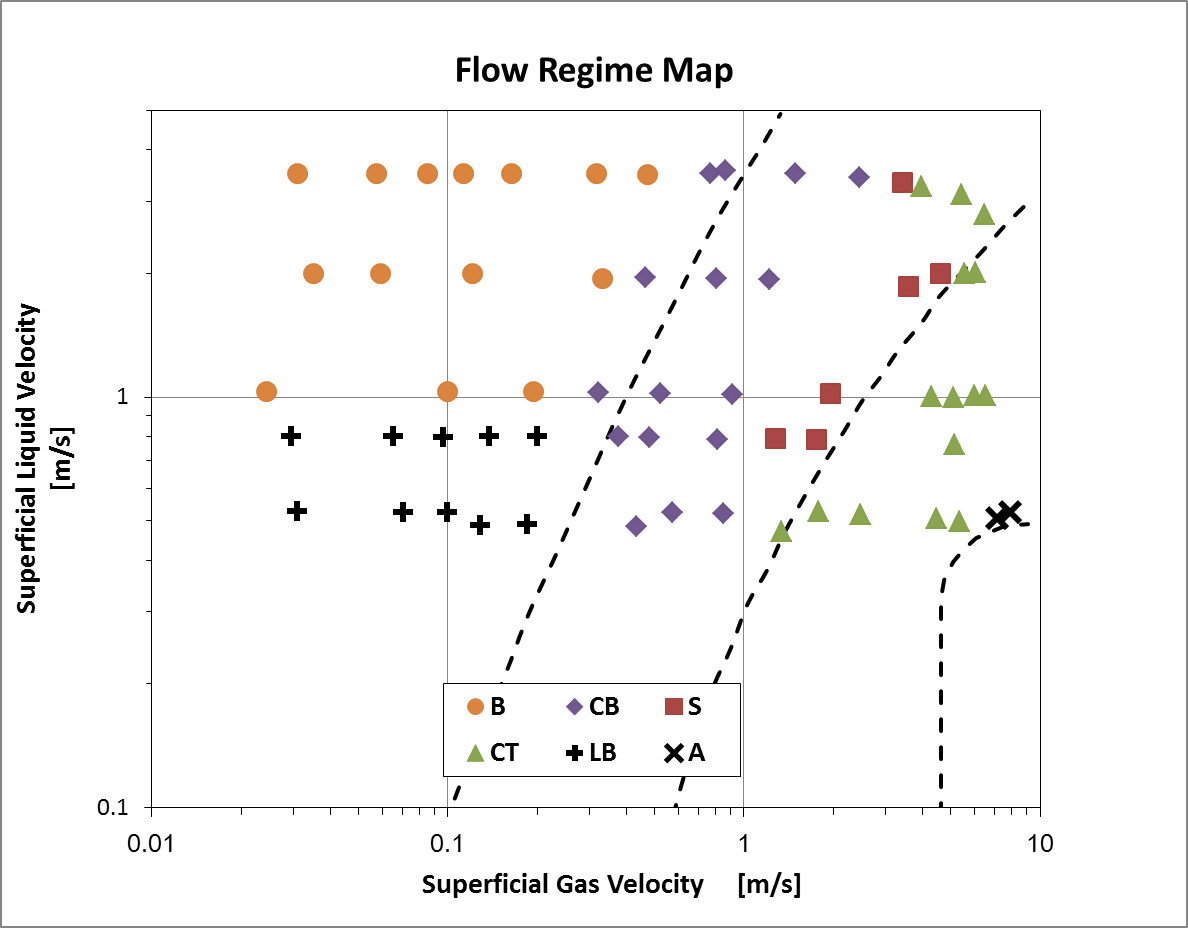 Flow Regime Map
Superficial Liquid Velocity
[m/s]
1
0.1
B CB S
CT LB A
0.01 0.1 1 10
Superficial Gas Velocity [m/s]